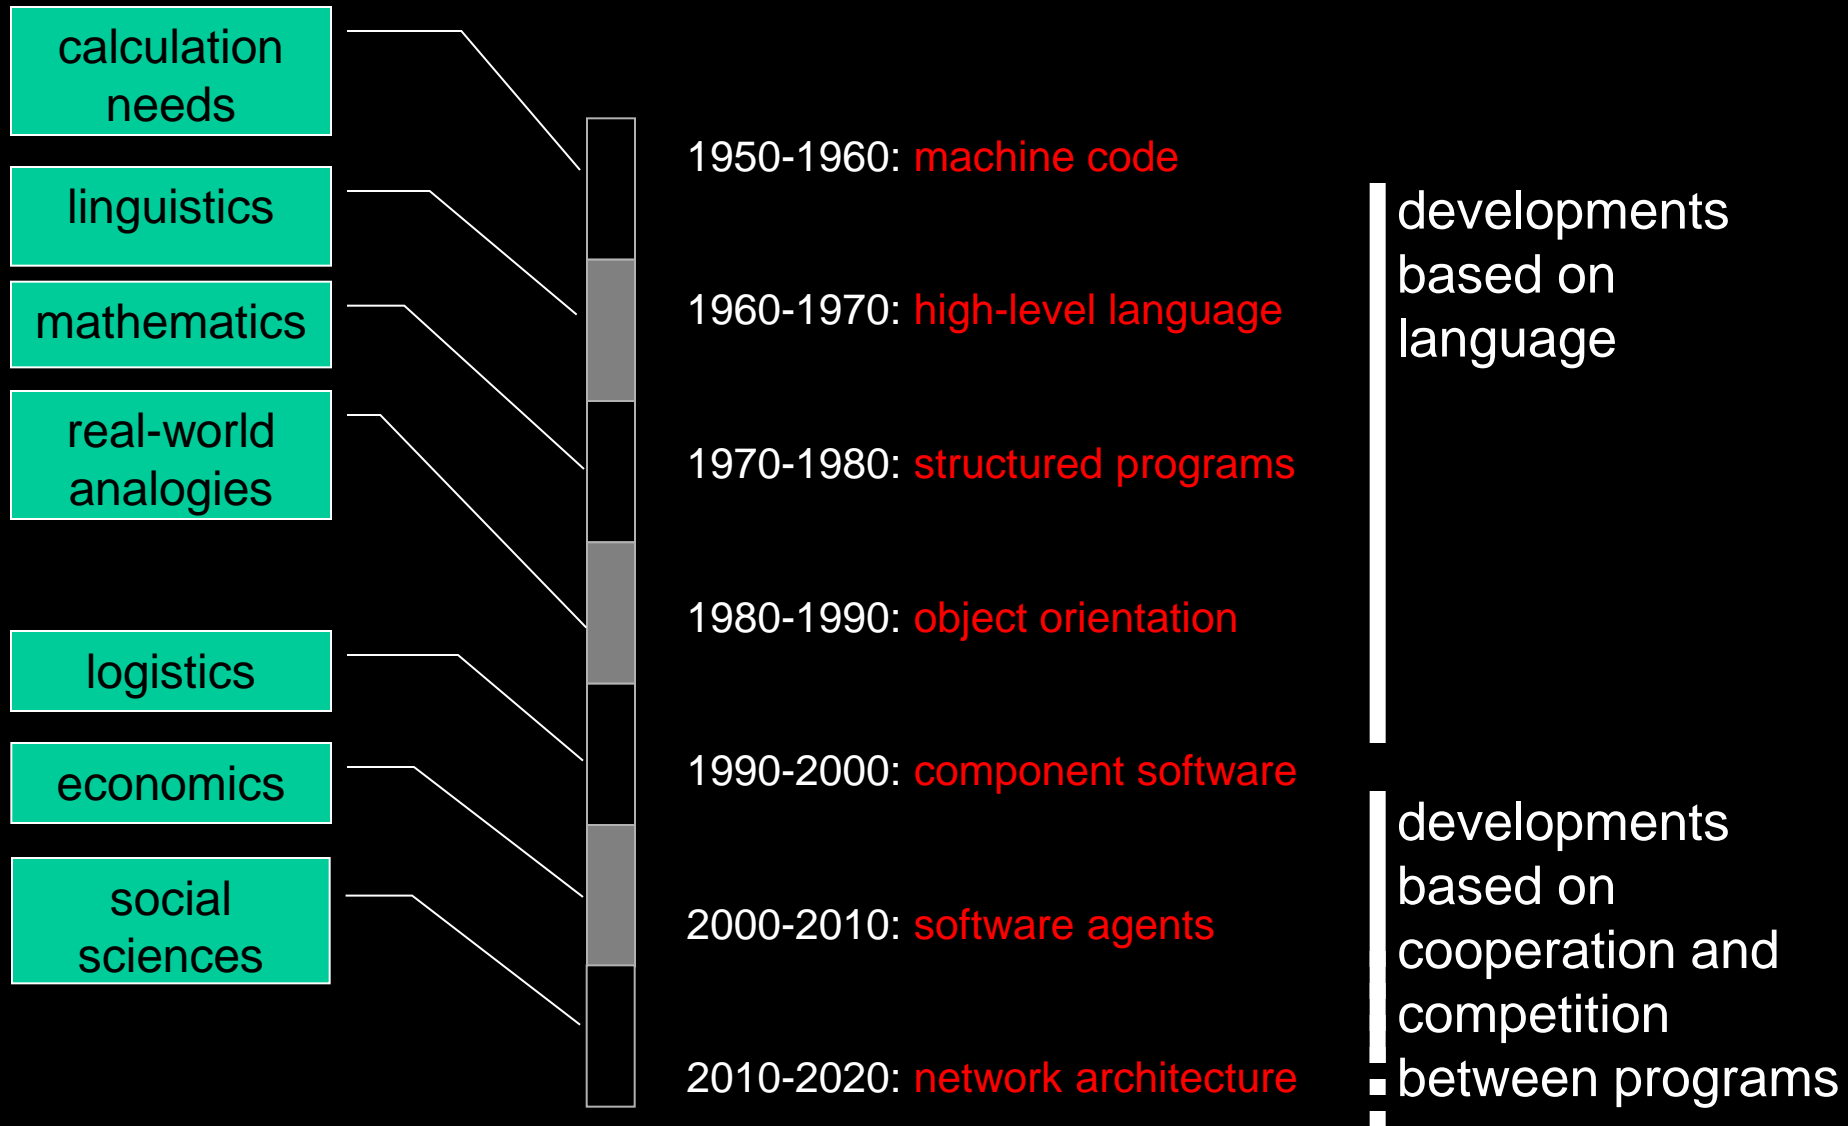 calculation
needs
linguistics
mathematics
real-world
analogies
logistics
economics
social
sciences
1950-1960: machine code
1960-1970: high-level language
1970-1980: structured programs
1980-1990: object orientation
1990-2000: component software
2000-2010: software agents
2010-2020: network architecture
developments
based on
language
developments
based on
cooperation and
competition
between programs